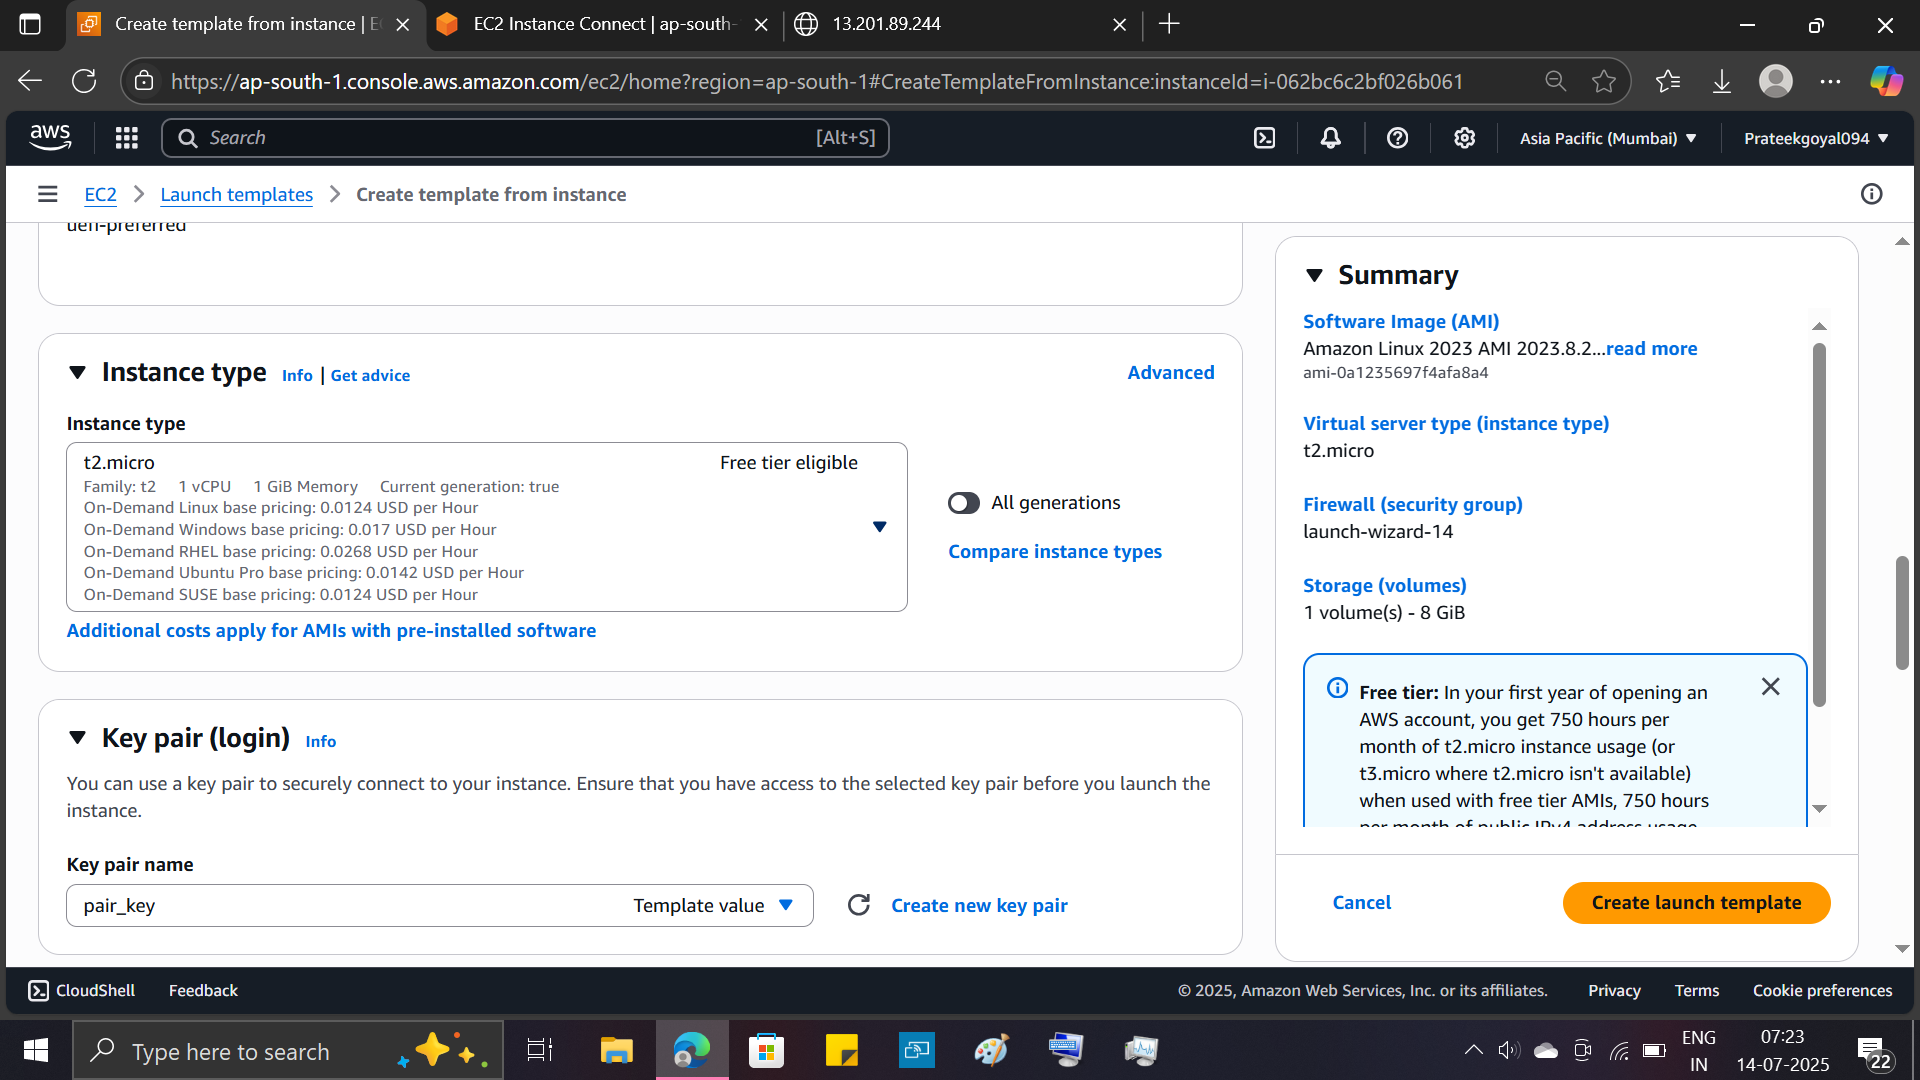 Create template from instance | EC
EC2 Instance Connect | ap-south-
13.201.89.244
https://ap-south-1.console.aws.amazon.com/ec2/home?region=ap-south-1#CreateTemplateFromInstance:instanceId=i-062bc6c2bf026b061
aws
Search
[Alt+S]
Asia Pacific (Mumbai)
Prateekgoyal094
EC2
Launch templates
Create template from instance
uefi-preferred
Instance type
Info
Get advice
Advanced
Instance type
t2.micro
Free tier eligible
Family: t2 1 vCPU 1 GiB Memory Current generation: true
On-Demand Linux base pricing: 0.0124 USD per Hour
On-Demand Windows base pricing: 0.017 USD per Hour
On-Demand RHEL base pricing: 0.0268 USD per Hour
On-Demand Ubuntu Pro base pricing: 0.0142 USD per Hour
On-Demand SUSE base pricing: 0.0124 USD per Hour
All generations
Compare instance types
Additional costs apply for AMIs with pre-installed software
Key pair (login)
Info
You can use a key pair to securely connect to your instance. Ensure that you have access to the selected key pair before you launch the
instance.
Key pair name
pair_key
Template value
Create new key pair
Summary
Software Image (AMI)
Amazon Linux 2023 AMI 2023.8.2...read more
ami-0a1235697f4afa8a4
Virtual server type (instance type)
t2.micro
Firewall (security group)
launch-wizard-14
Storage (volumes)
1 volume(s) - 8 GiB
Free tier: In your first year of opening an
AWS account, you get 750 hours per
month of t2.micro instance usage (or
t3.micro where t2.micro isn't available)
when used with free tier AMIs, 750 hours
per month of public IPv4 address usage,
Cancel
Create launch template
CloudShell
Feedback
© 2025, Amazon Web Services, Inc. or its affiliates.
Privacy
Terms
Cookie preferences
Type here to search
ENG
IN
07:23
14-07-2025
22